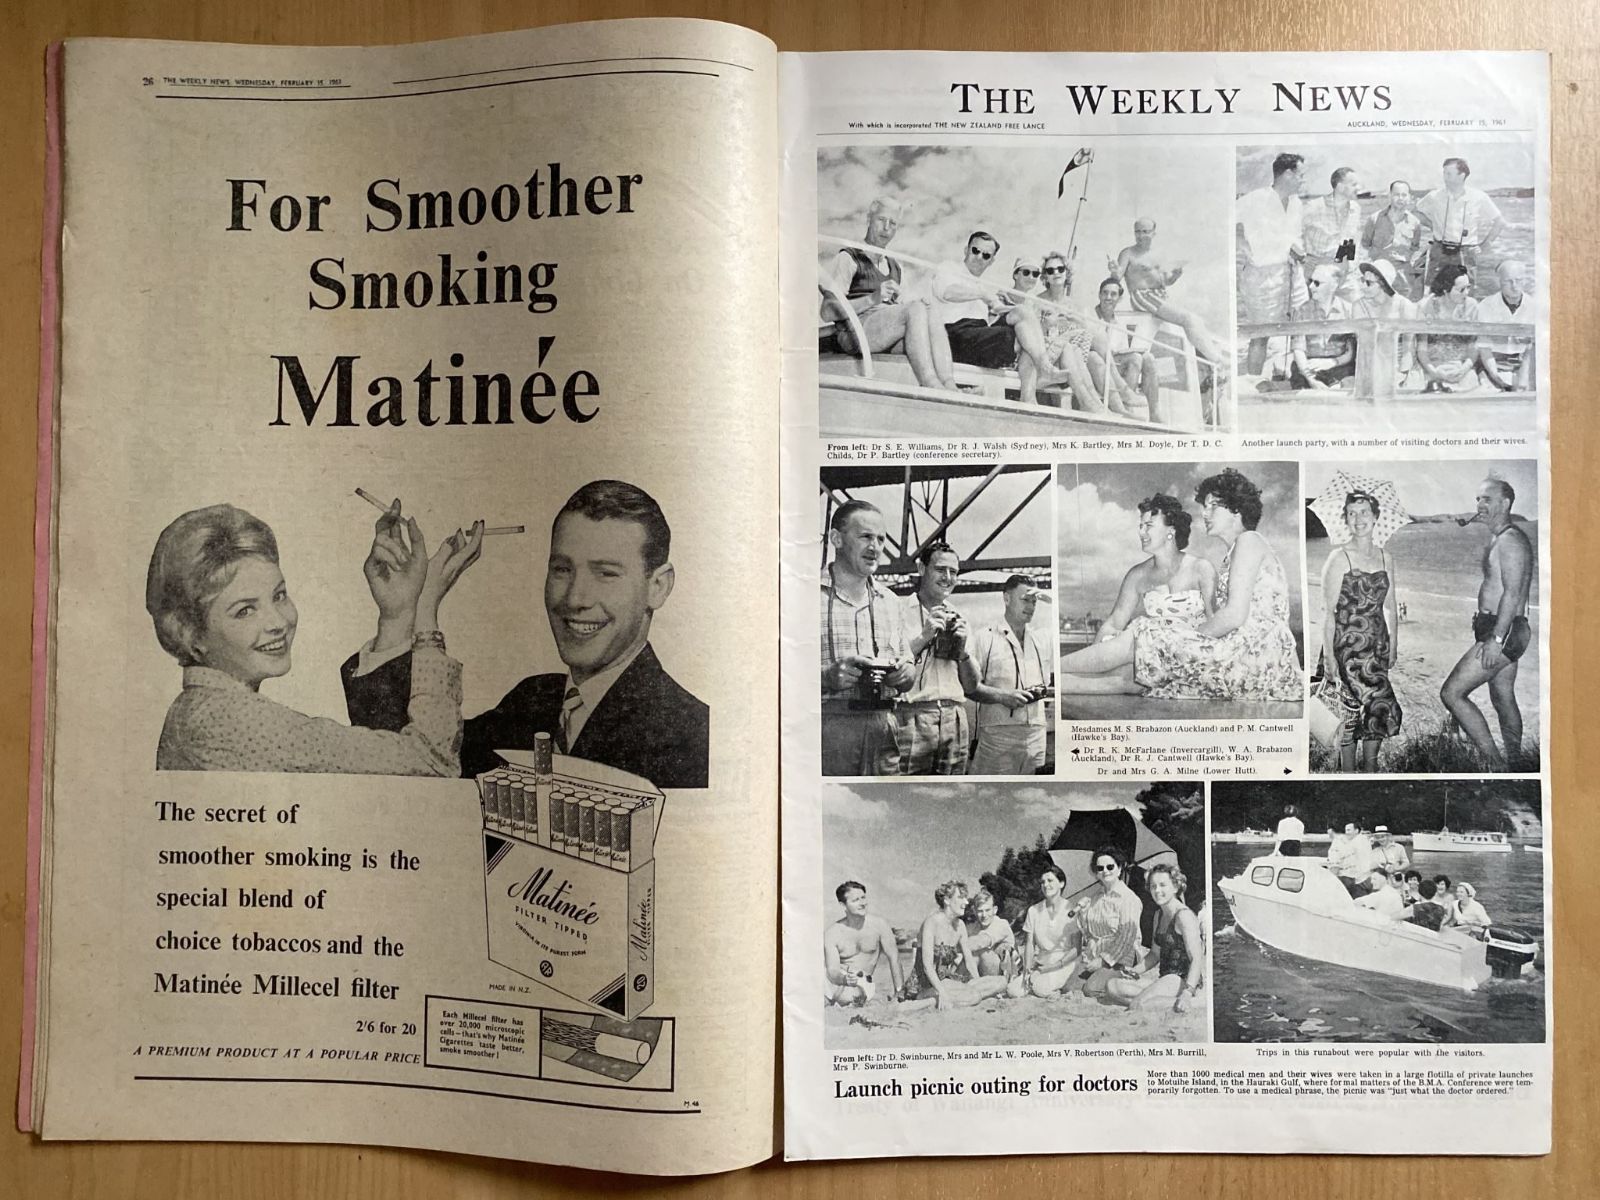 26 THE WEEKLY NEWS, WEDNESDAY, FEBRUARY 15, 1961
For Smoother
Smoking
Matinée
The secret of
smoother smoking is the
special blend of
choice tobaccos and the
Matinée Millecel filter
2'6 for 20
A PREMIUM PRODUCT AT A POPULAR PRICE
Matinée
FILTER TIPPED
VIRGINIA IN ITS PUREST FORM
Matinée
MADE IN N.Z.
Each Millecel filter has
over 20,000 microscopic
cells—that's why Matinée
Cigarettes taste better,
smoke smoother!
M.46
THE WEEKLY NEWS
With which is incorporated THE NEW ZEALAND FREE LANCE
AUCKLAND, WEDNESDAY, FEBRUARY 15, 1961
From left: Dr S. E. Williams, Dr R. J. Walsh (Sydney), Mrs K. Bartley, Mrs M. Doyle, Dr T. D. C.
Childs, Dr P. Bartley (conference secretary).
Another launch party, with a number of visiting doctors and their wives.
Mesdames M. S. Brabazon (Auckland) and P. M. Cantwell
(Hawke's Bay).
Dr R. K. McFarlane (Invercargill), W. A. Brabazon
(Auckland), Dr R. J. Cantwell (Hawke's Bay).
Dr and Mrs G. A. Milne (Lower Hutt).
From left: Dr D. Swinburne, Mrs and Mr L. W. Poole, Mrs V. Robertson (Perth), Mrs M. Burrill,
Mrs P. Swinburne.
Trips in this runabout were popular with the visitors.
Launch picnic outing for doctors
More than 1000 medical men and their wives were taken in a large flotilla of private launches
to Motuihe Island, in the Hauraki Gulf, where formal matters of the B.M.A. Conference were tem-
porarily forgotten. To use a medical phrase, the picnic was "just what the doctor ordered."